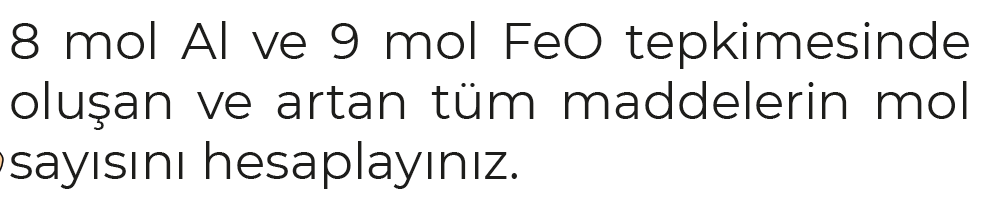 8 mol Al ve 9 mol FeO tepkimesinde
oluşan ve artan tüm maddelerin mol
sayısını hesaplayınız.